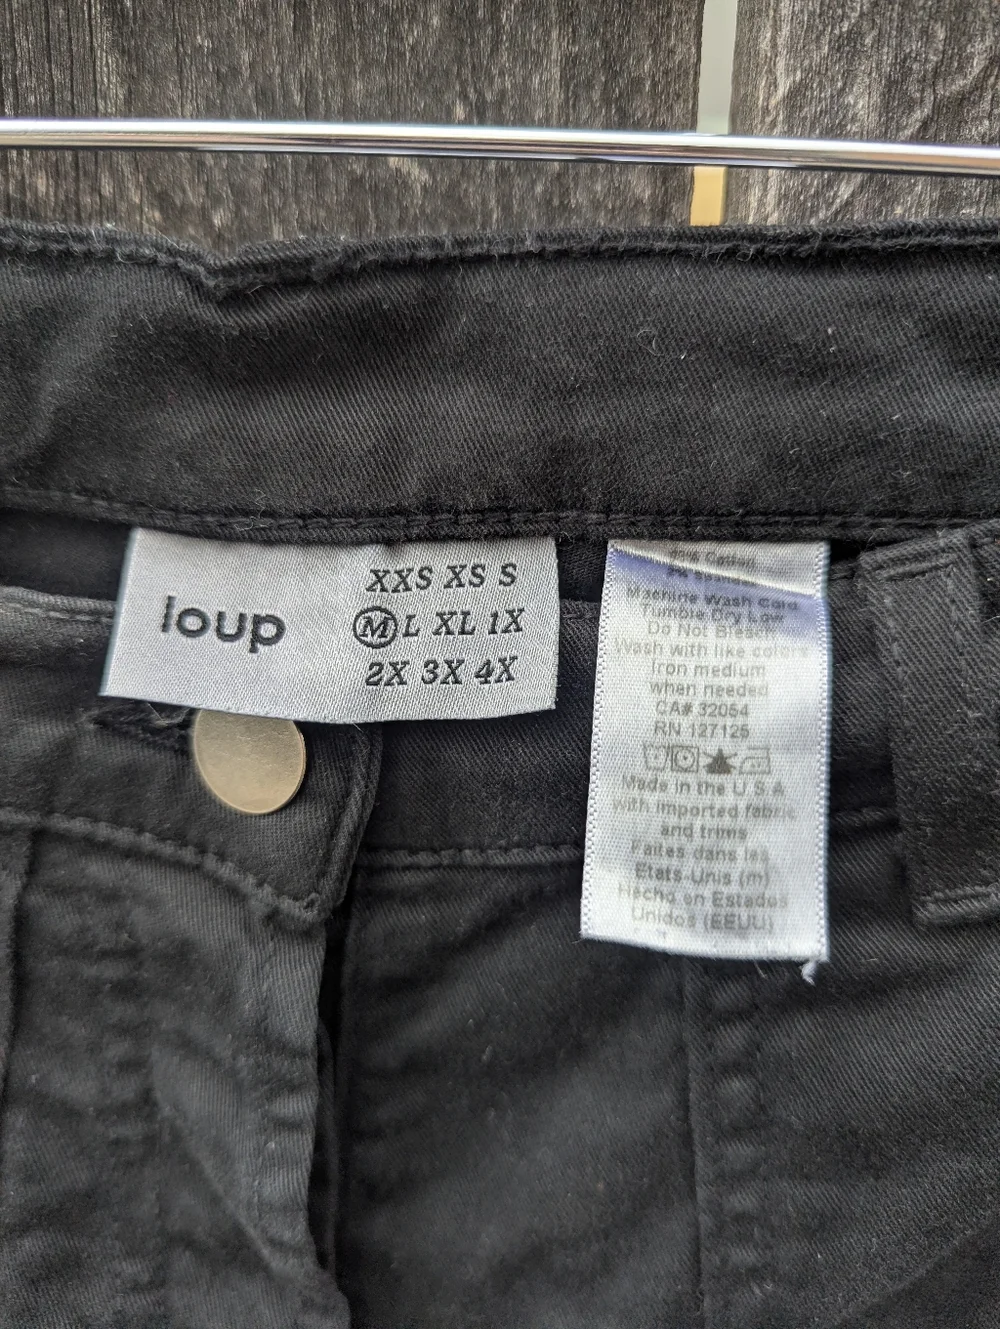 loup
XXS XS S
M L XL 1X
2X 3X 4X
Cotton
Machine Wash Cold
Tumble Dry Low
Do Not Bleach
Wash with like colors
Iron medium
when needed
CA# 32054
RN 127125
Made in the U S A
with imported fabric
and trims
Faites dans les
Etats-Unis (m)
Hecho en Estados
Unidos (EEUU)